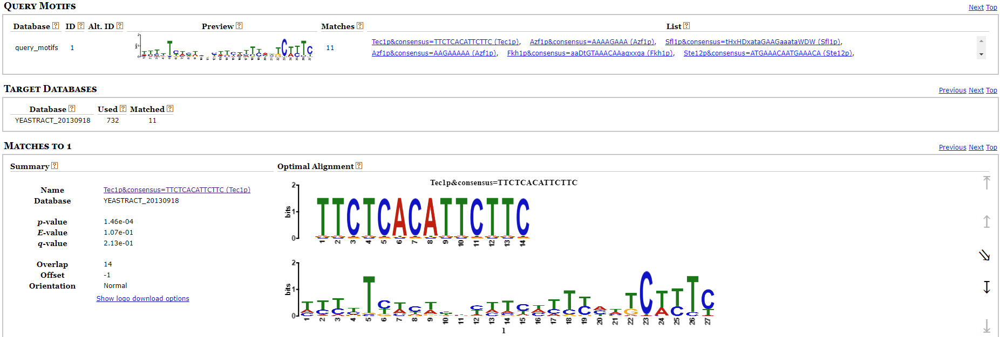 QUERY MOTIFS
Next Top
Database ? ID ? Alt. ID ? Preview ? Matches ? List ?
query_motifs 1 11 Tec1p&consensus=TTCTCACATTCTTC (Tec1p), Azf1p&consensus=AAAAGAAA (Azf1p), Sfl1p&consensus=tHxHDxataGAAGaaataWDW (Sfl1p),
Azf1p&consensus=AAGAAAAA (Azf1p), Fkh1p&consensus=aaDtGTAAACAAaqxxqa (Fkh1p), Ste12p&consensus=ATGAAACAATGAAACA (Ste12p),
TARGET DATABASES
Previous Next Top
Database ? Used ? Matched ?
YEASTRACT_20130918 732 11
MATCHES TO 1
Previous Next Top
Summary ? Optimal Alignment ?
Name Tec1p&consensus=TTCTCACATTCTTC (Tec1p)
Database YEASTRACT_20130918
p-value 1.46e-04
E-value 1.07e-01
q-value 2.13e-01
Overlap 14
Offset -1
Orientation Normal
Show logo download options
Tec1p&consensus=TTCTCACATTCTTC
2
bits
1
0
TTCTCACATTCTTC
1 2 3 4 5 6 7 8 9 10 11 12 13 14
2
bits
1
0
1 2 3 4 5 6 7 8 9 10 11 12 13 14 15 16 17 18 19 20 21 22 23 24 25 26 27
1